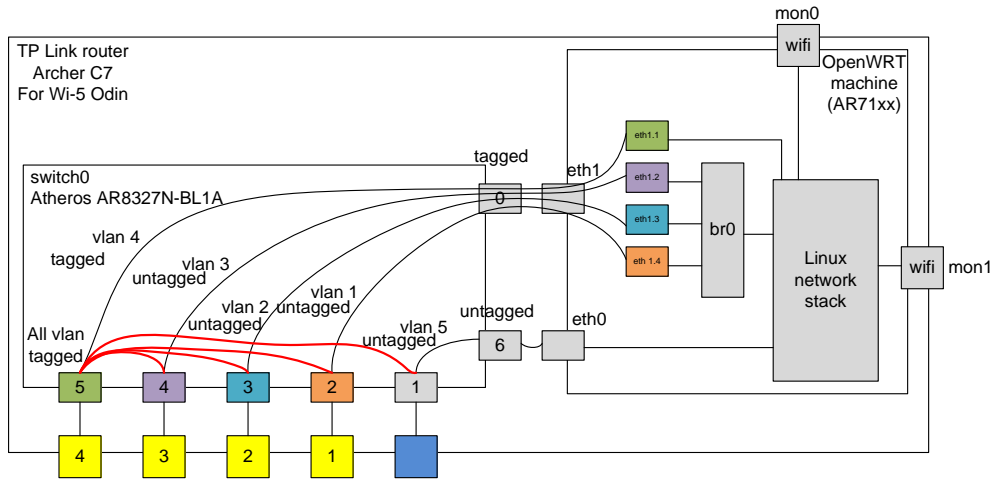 mon0
wifi
TP Link router
Archer C7
For Wi-5 Odin
OpenWRT
machine
(AR71xx)
tagged
eth1.1
switch0
Atheros AR8327N-BL1A
0
eth1
eth1.2
eth1.3
eth 1.4
br0
Linux
network
stack
wifi
mon1
vlan 4
tagged
vlan 3
untagged
vlan 2
untagged
vlan 1
untagged
vlan 5
untagged
untagged
6
eth0
All vlan
tagged
5
4
3
2
1
4
3
2
1